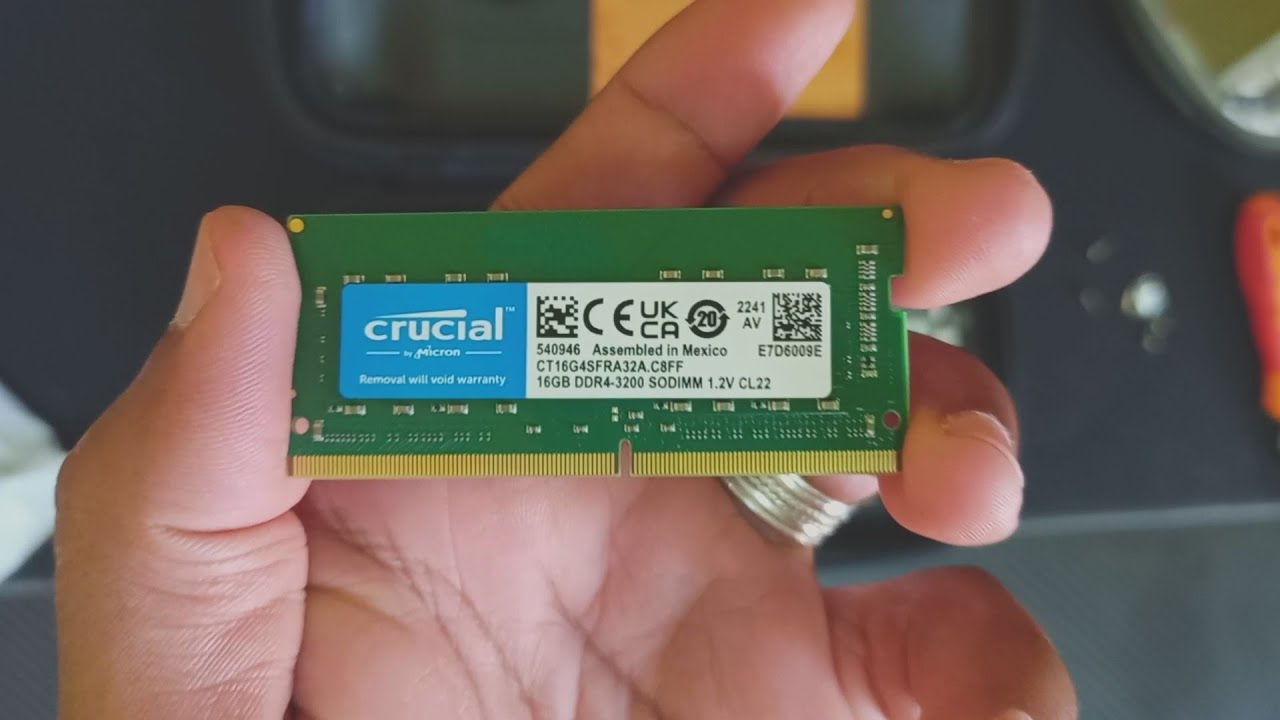 crucial™
by Micron
Removal will void warranty
CE UK CA 20
2241
AV
540946 Assembled in Mexico E7D6009E
CT16G4SFRA32A.C8FF
16GB DDR4-3200 SODIMM 1.2V CL22